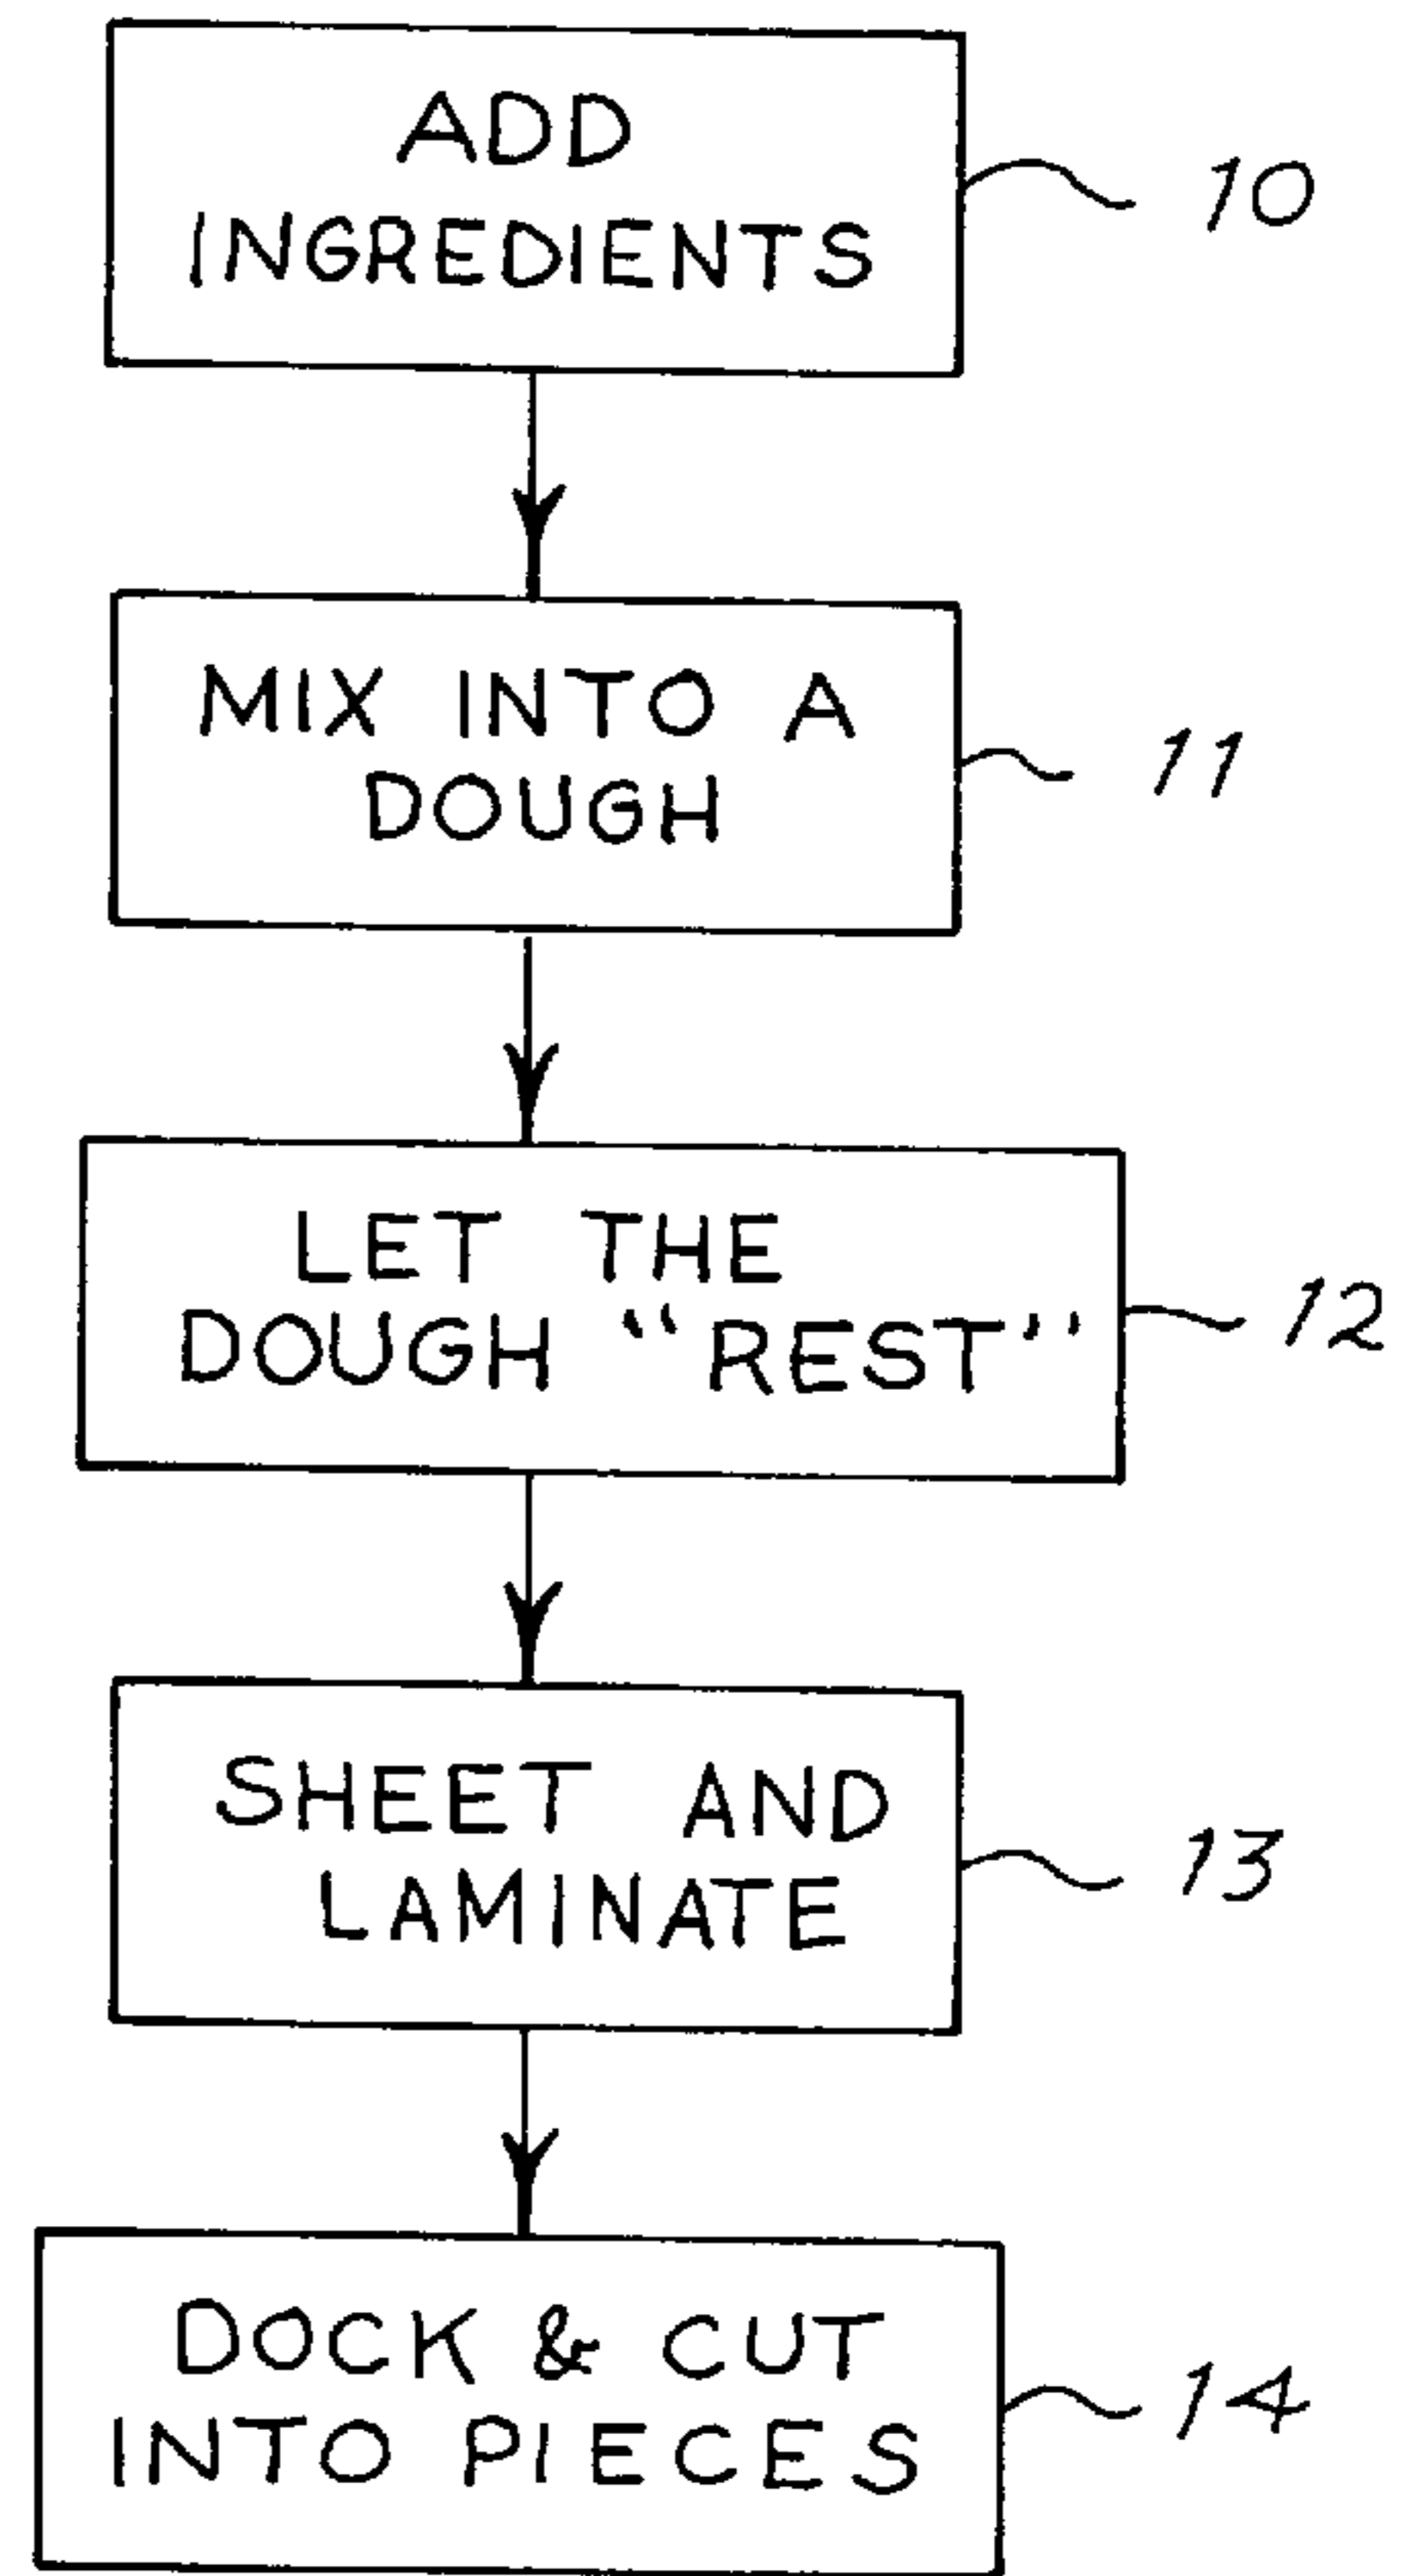 ADD
INGREDIENTS
10
MIX INTO A
DOUGH
11
LET THE
DOUGH "REST"
12
SHEET AND
LAMINATE
13
DOCK & CUT
INTO PIECES
14